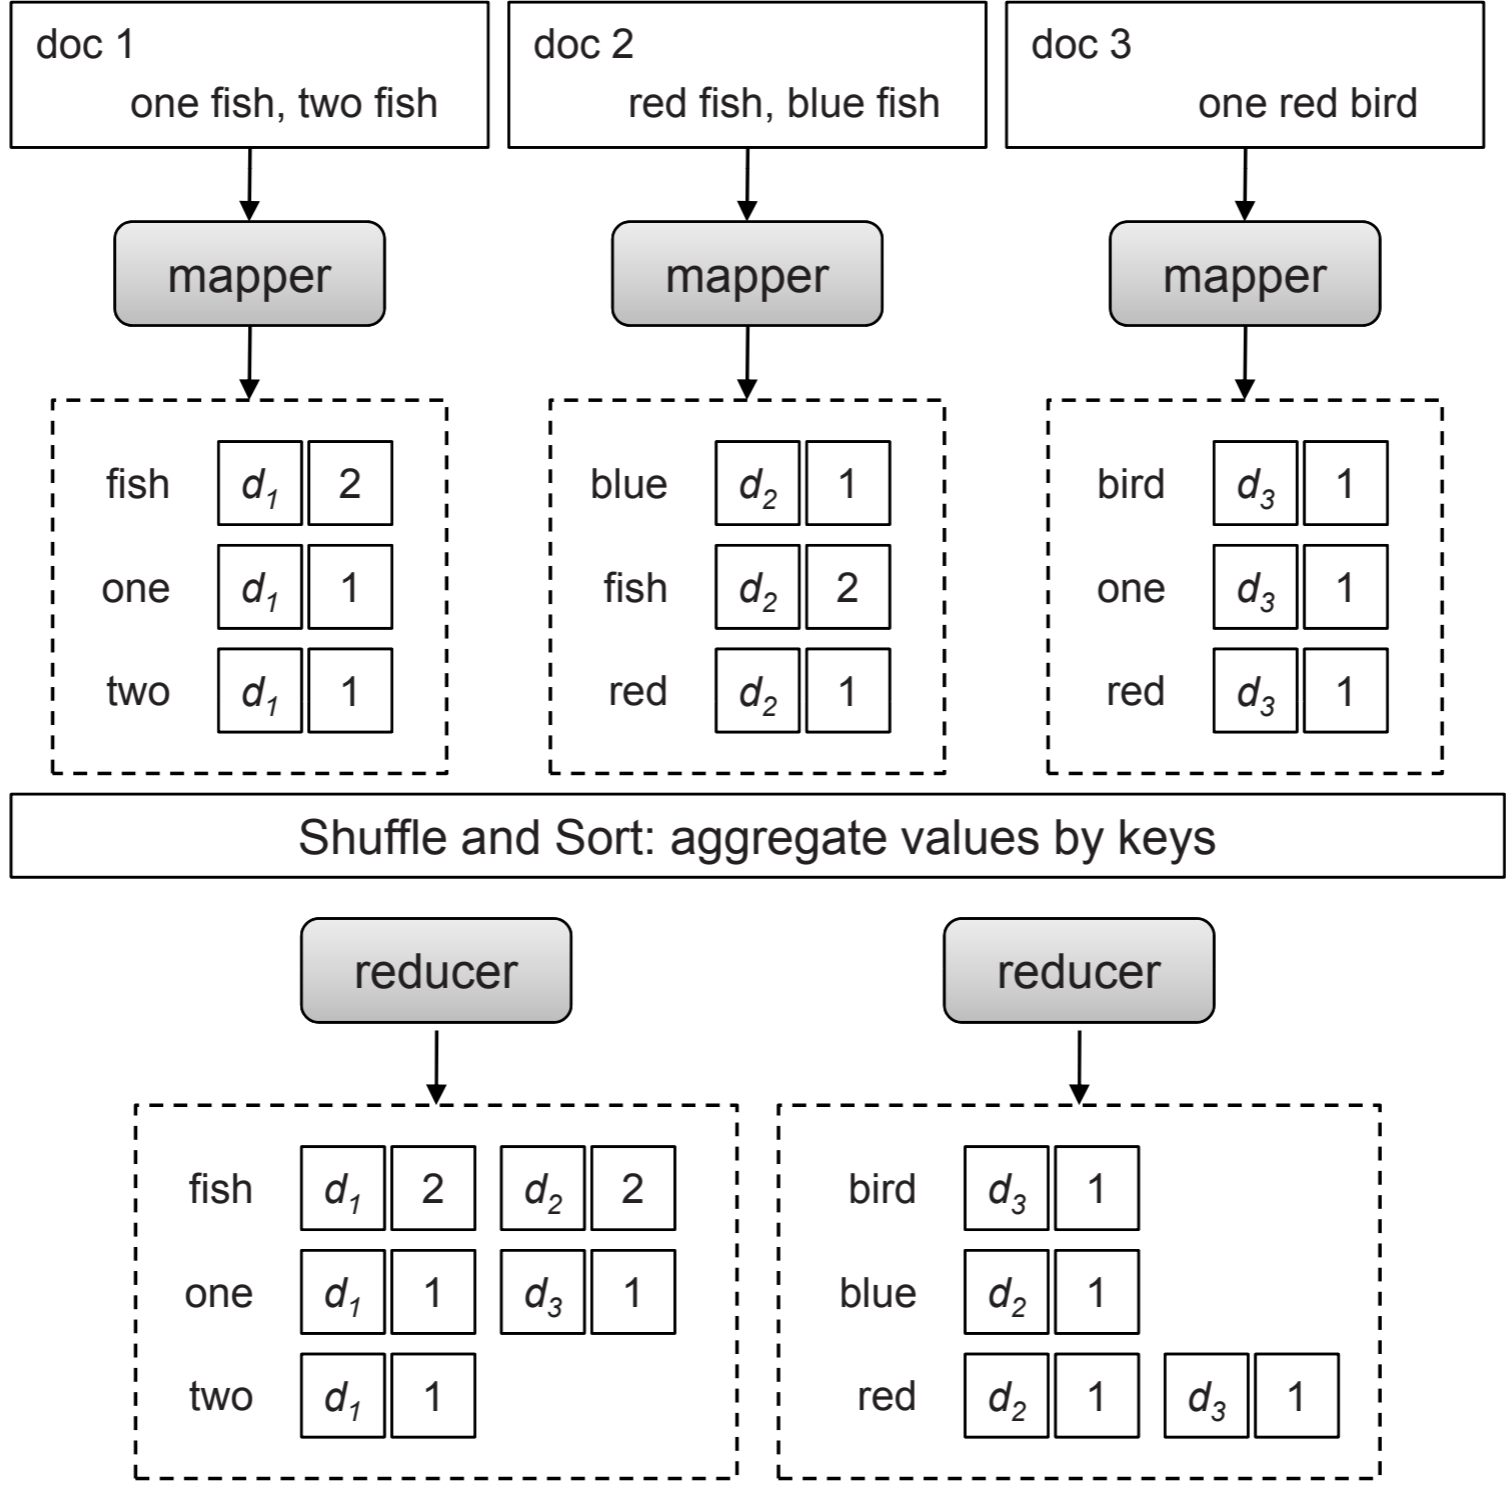 doc 1
one fish, two fish
doc 2
red fish, blue fish
doc 3
one red bird
mapper
mapper
mapper
fish d1 2
one d1 1
two d1 1
blue d2 1
fish d2 2
red d2 1
bird d3 1
one d3 1
red d3 1
Shuffle and Sort: aggregate values by keys
reducer
reducer
fish d1 2 d2 2
one d1 1 d3 1
two d1 1
bird d3 1
blue d2 1
red d2 1 d3 1